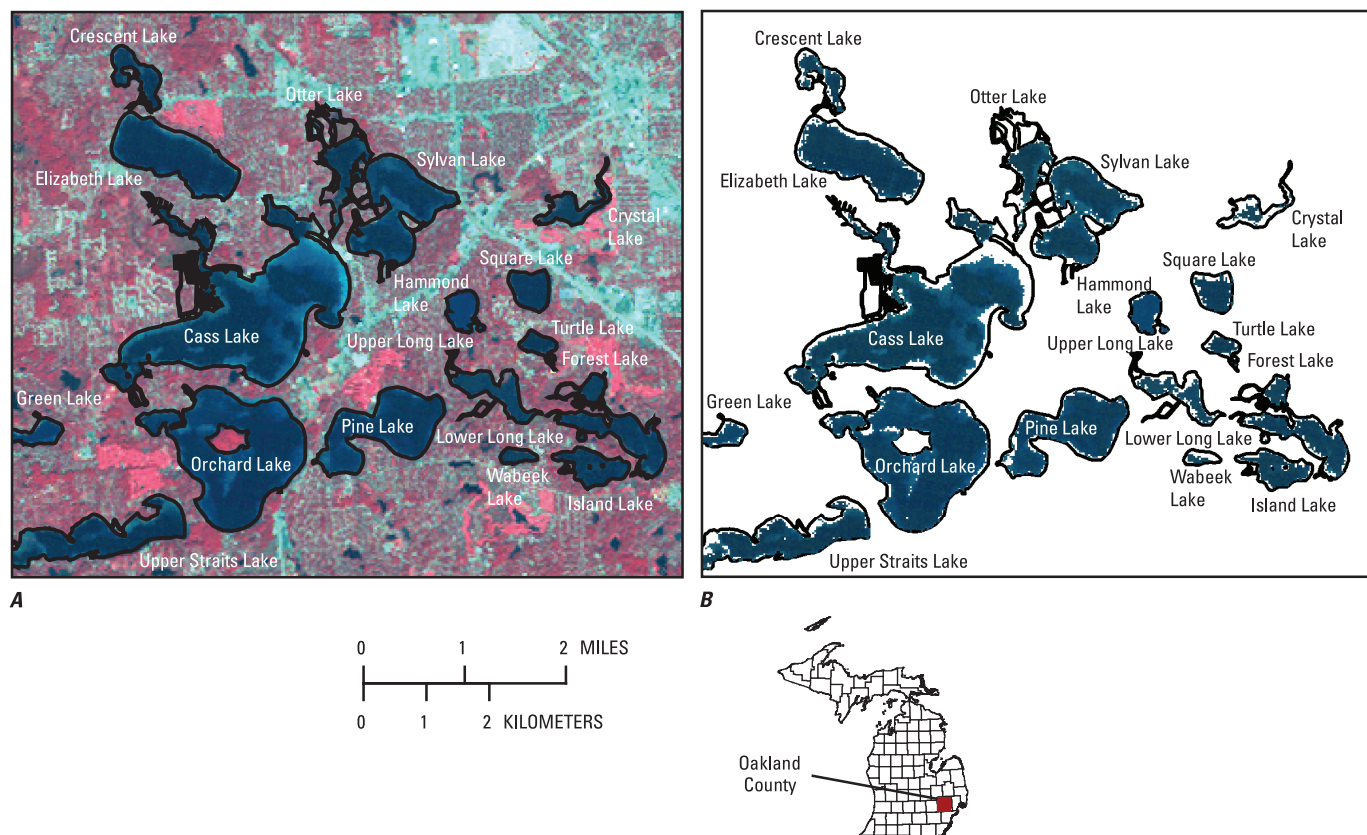 Crescent Lake
Otter Lake
Sylvan Lake
Elizabeth Lake
Crystal
Lake
Square Lake
Hammond
Lake
Turtle Lake
Cass Lake
Upper Long Lake
Forest Lake
Green Lake
Pine Lake
Lower Long Lake
Orchard Lake
Wabeek
Lake
Island Lake
Upper Straits Lake
A
Crescent Lake
Otter Lake
Sylvan Lake
Elizabeth Lake
Crystal
Lake
Square Lake
Hammond
Lake
Turtle Lake
Cass Lake
Upper Long Lake
Forest Lake
Green Lake
Pine Lake
Lower Long Lake
Orchard Lake
Wabeek
Lake
Island Lake
Upper Straits Lake
B
0 1 2 MILES
0 1 2 KILOMETERS
Oakland
County